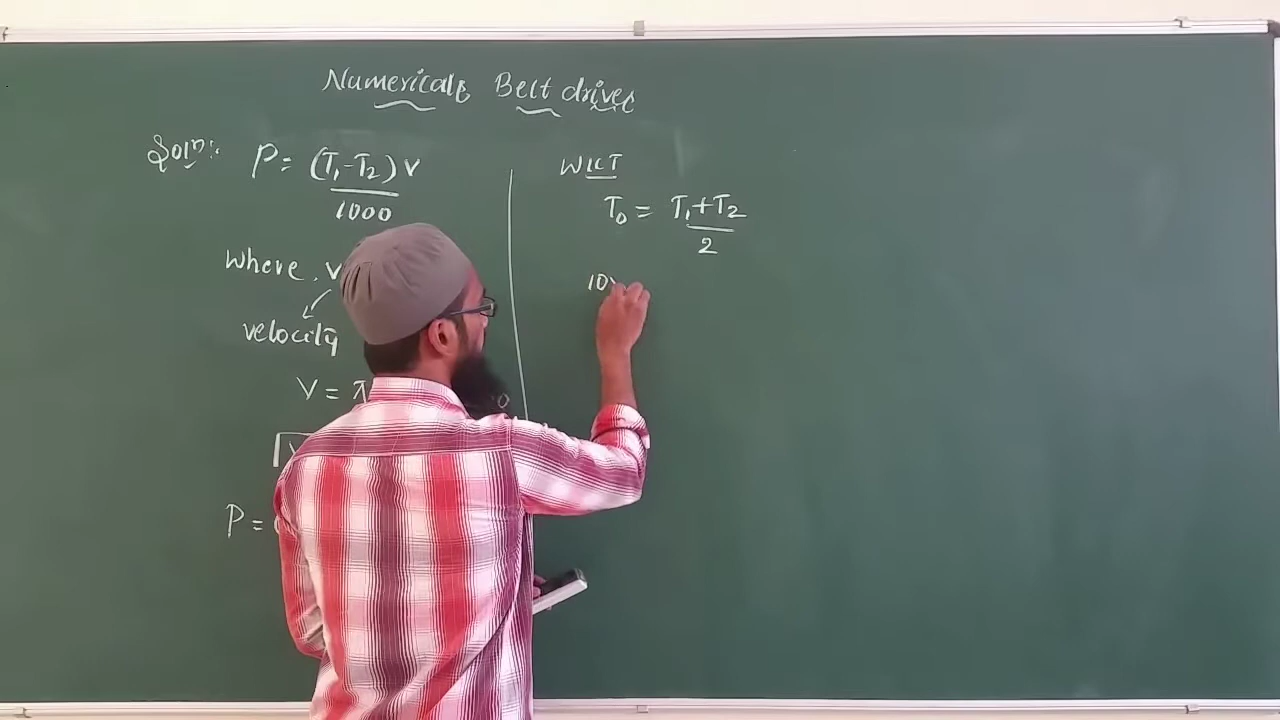 Numericals Belt drives
Soln:
P = (T₁-T₂) v
1000
Where, v
velocity
V = π
P =
WKT
T₀ = T₁+T₂
2
10